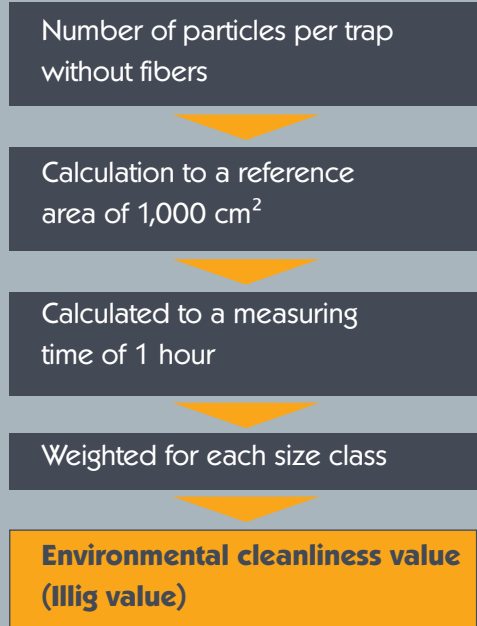 Number of particles per trap
without fibers
Calculation to a reference
area of 1,000 cm²
Calculated to a measuring
time of 1 hour
Weighted for each size class
Environmental cleanliness value
(Illig value)